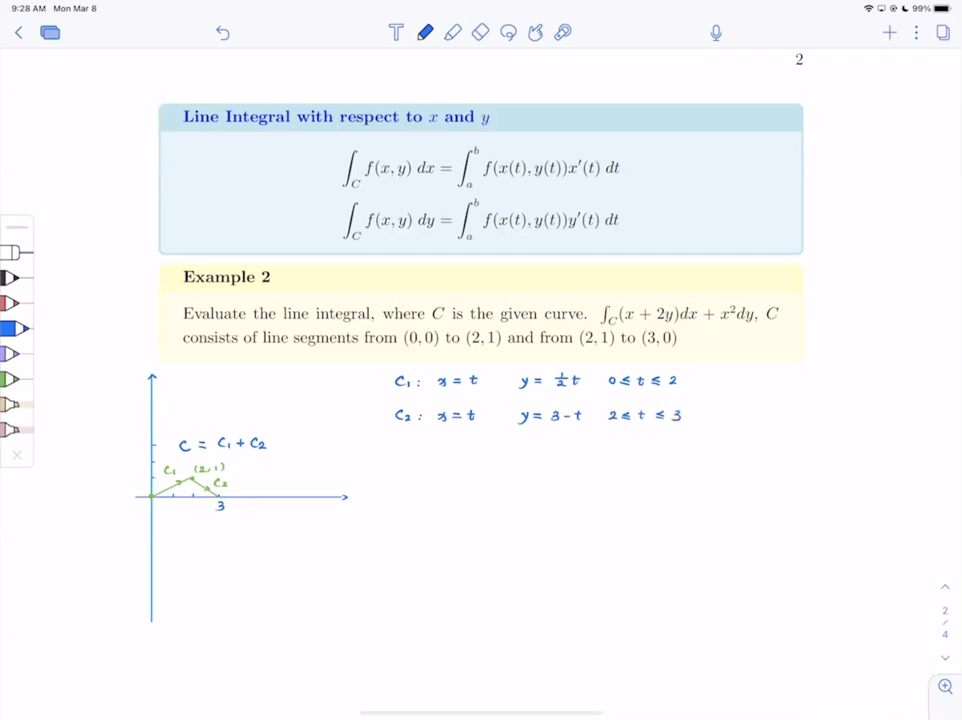 9:28 AM Mon Mar 8
99%
2
Line Integral with respect to x and y
∫_C f(x, y) dx = ∫_a^b f(x(t), y(t))x′(t) dt
∫_C f(x, y) dy = ∫_a^b f(x(t), y(t))y′(t) dt
Example 2
Evaluate the line integral, where C is the given curve. ∫_C(x + 2y)dx + x²dy, C
consists of line segments from (0, 0) to (2, 1) and from (2, 1) to (3, 0)
C₁ : x = t y = ½ t 0 ≤ t ≤ 2
C₂ : x = t y = 3 - t 2 ≤ t ≤ 3
C = C₁ + C₂
C₁ (2,1)
C₂
3
2
/
4